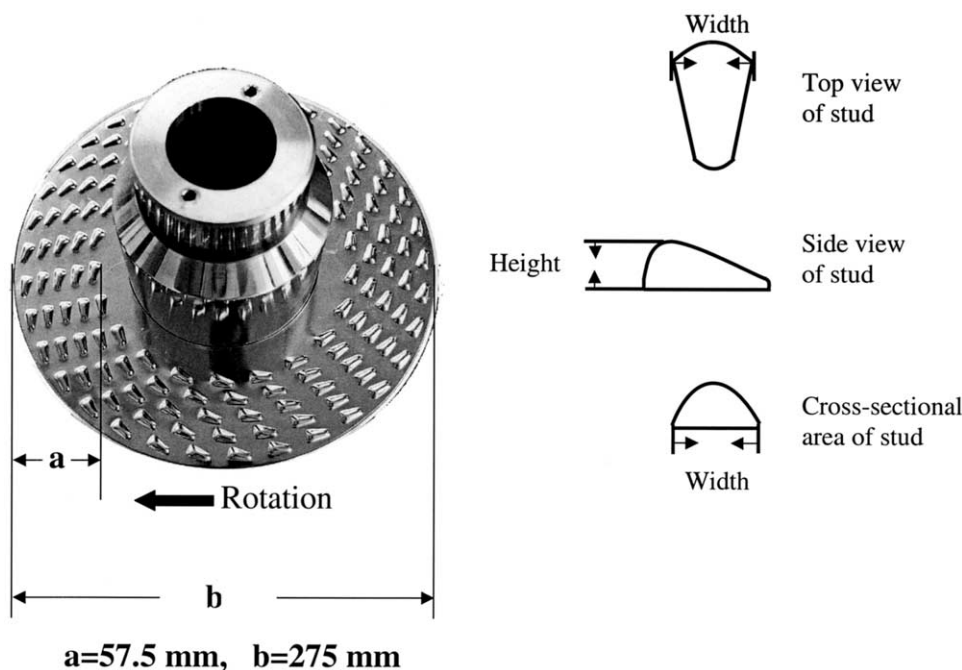 Width
Top view
of stud
Height
Side view
of stud
Cross-sectional
area of stud
Width
a
Rotation
b
a=57.5 mm, b=275 mm